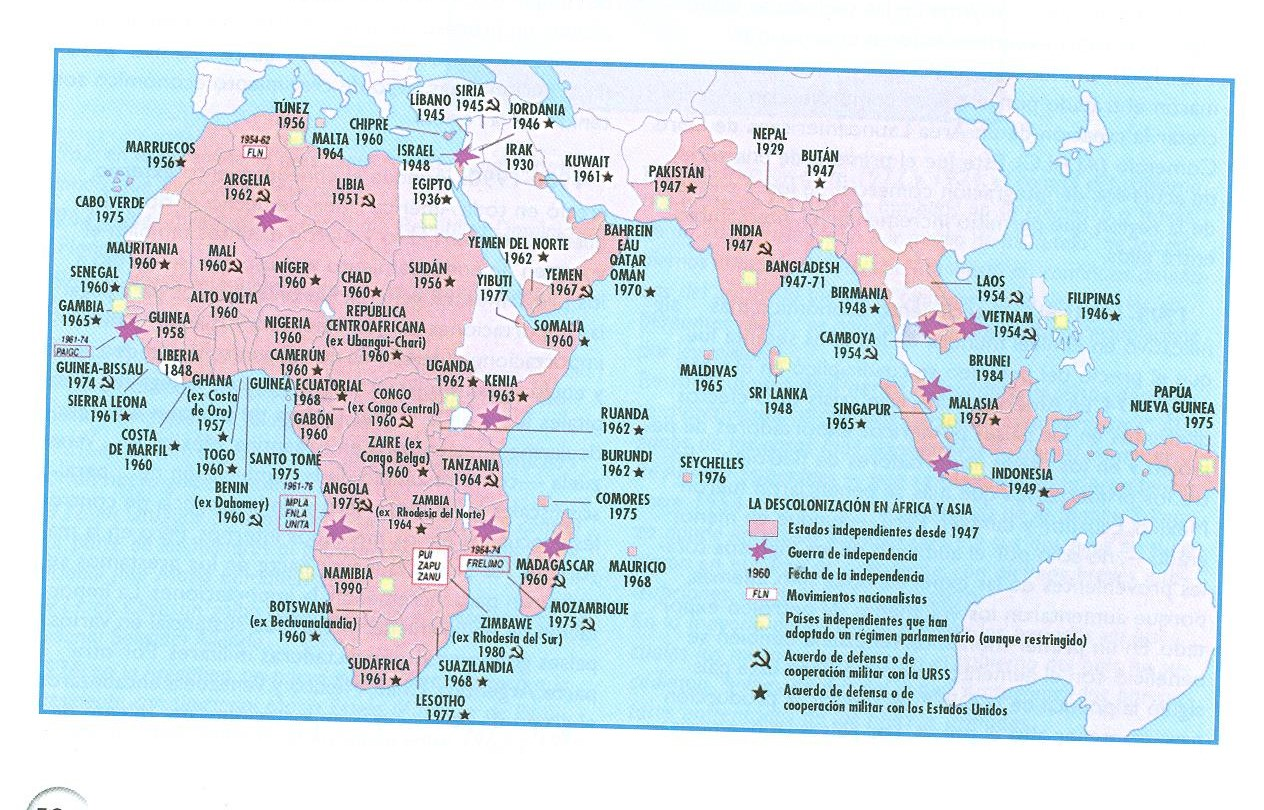 TÚNEZ
1956
MALTA
1964
CHIPRE
1960
LÍBANO
1945
SIRIA
1945
JORDANIA
1946
ISRAEL
1948
IRAK
1930
KUWAIT
1961
EGIPTO
1936
MARRUECOS
1956
1954-62
FLN
ARGELIA
1962
LIBIA
1951
CABO VERDE
1975
MAURITANIA
1960
MALÍ
1960
NÍGER
1960
CHAD
1960
SUDÁN
1956
YEMEN DEL NORTE
1962
YEMEN
1967
BAHREIN
EAU
QATAR
OMÁN
1970
YIBUTI
1977
SOMALIA
1960
SENEGAL
1960
GAMBIA
1965
GUINEA
1958
ALTO VOLTA
1960
NIGERIA
1960
REPÚBLICA
CENTROAFRICANA
(ex Ubangui-Chari)
1960
1961-74
PAIGC
GUINEA-BISSAU
1974
LIBERIA
1848
SIERRA LEONA
1961
COSTA
DE MARFIL
1960
GHANA
(ex Costa
de Oro)
1957
TOGO
1960
BENIN
(ex Dahomey)
1960
CAMERÚN
1960
GUINEA ECUATORIAL
1968
GABÓN
1960
SANTO TOMÉ
1975
CONGO
(ex Congo Central)
1960
ZAIRE (ex
Congo Belga)
1960
UGANDA
1962
KENIA
1963
RUANDA
1962
BURUNDI
1962
TANZANIA
1964
1961-76
MPLA
FNLA
UNITA
ANGOLA
1975
ZAMBIA
(ex Rhodesia del Norte)
1964
PUI
ZAPU
ZANU
1964-74
FRELIMO
MADAGASCAR
1960
MOZAMBIQUE
1975
ZIMBAWE
(ex Rhodesia del Sur)
1980
NAMIBIA
1990
BOTSWANA
(ex Bechuanalandia)
1960
SUDÁFRICA
1961
SUAZILANDIA
1968
LESOTHO
1977
COMORES
1975
MAURICIO
1968
SEYCHELLES
1976
MALDIVAS
1965
PAKISTÁN
1947
NEPAL
1929
BUTÁN
1947
INDIA
1947
BANGLADESH
1947-71
BIRMANIA
1948
SRI LANKA
1948
LAOS
1954
VIETNAM
1954
CAMBOYA
1954
FILIPINAS
1946
BRUNEI
1984
MALASIA
1957
SINGAPUR
1965
INDONESIA
1949
PAPÚA
NUEVA GUINEA
1975
LA DESCOLONIZACIÓN EN ÁFRICA Y ASIA
Estados independientes desde 1947
Guerra de independencia
1960 Fecha de la independencia
FLN Movimientos nacionalistas
Países independientes que han
adoptado un régimen parlamentario (aunque restringido)
Acuerdo de defensa o de
cooperación militar con la URSS
Acuerdo de defensa o de
cooperación militar con los Estados Unidos